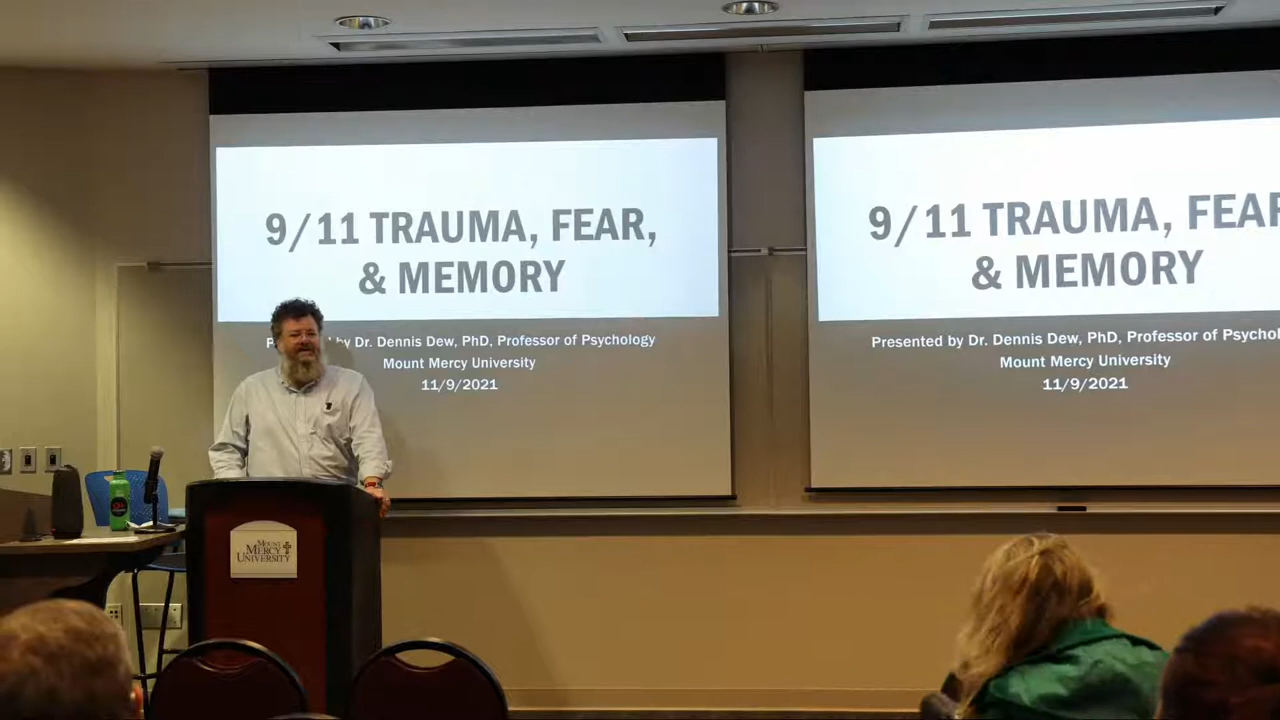 9/11 TRAUMA, FEAR,
& MEMORY
by Dr. Dennis Dew, PhD, Professor of Psychology
Mount Mercy University
11/9/2021
9/11 TRAUMA, FEAR
& MEMORY
Presented by Dr. Dennis Dew, PhD, Professor of Psychol
Mount Mercy University
11/9/2021
MOUNT
MERCY
UNIVERSITY